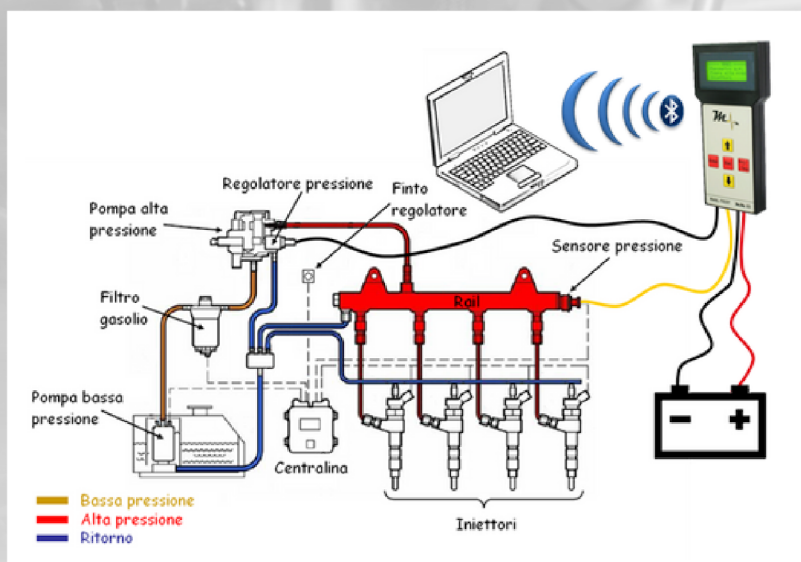 Regolatore pressione
Finto
regolatore
Pompa alta
pressione
Sensore pressione
Filtro
gasolio
Rail
Pompa bassa
pressione
Centralina
Iniettori
Bassa pressione
Alta pressione
Ritorno